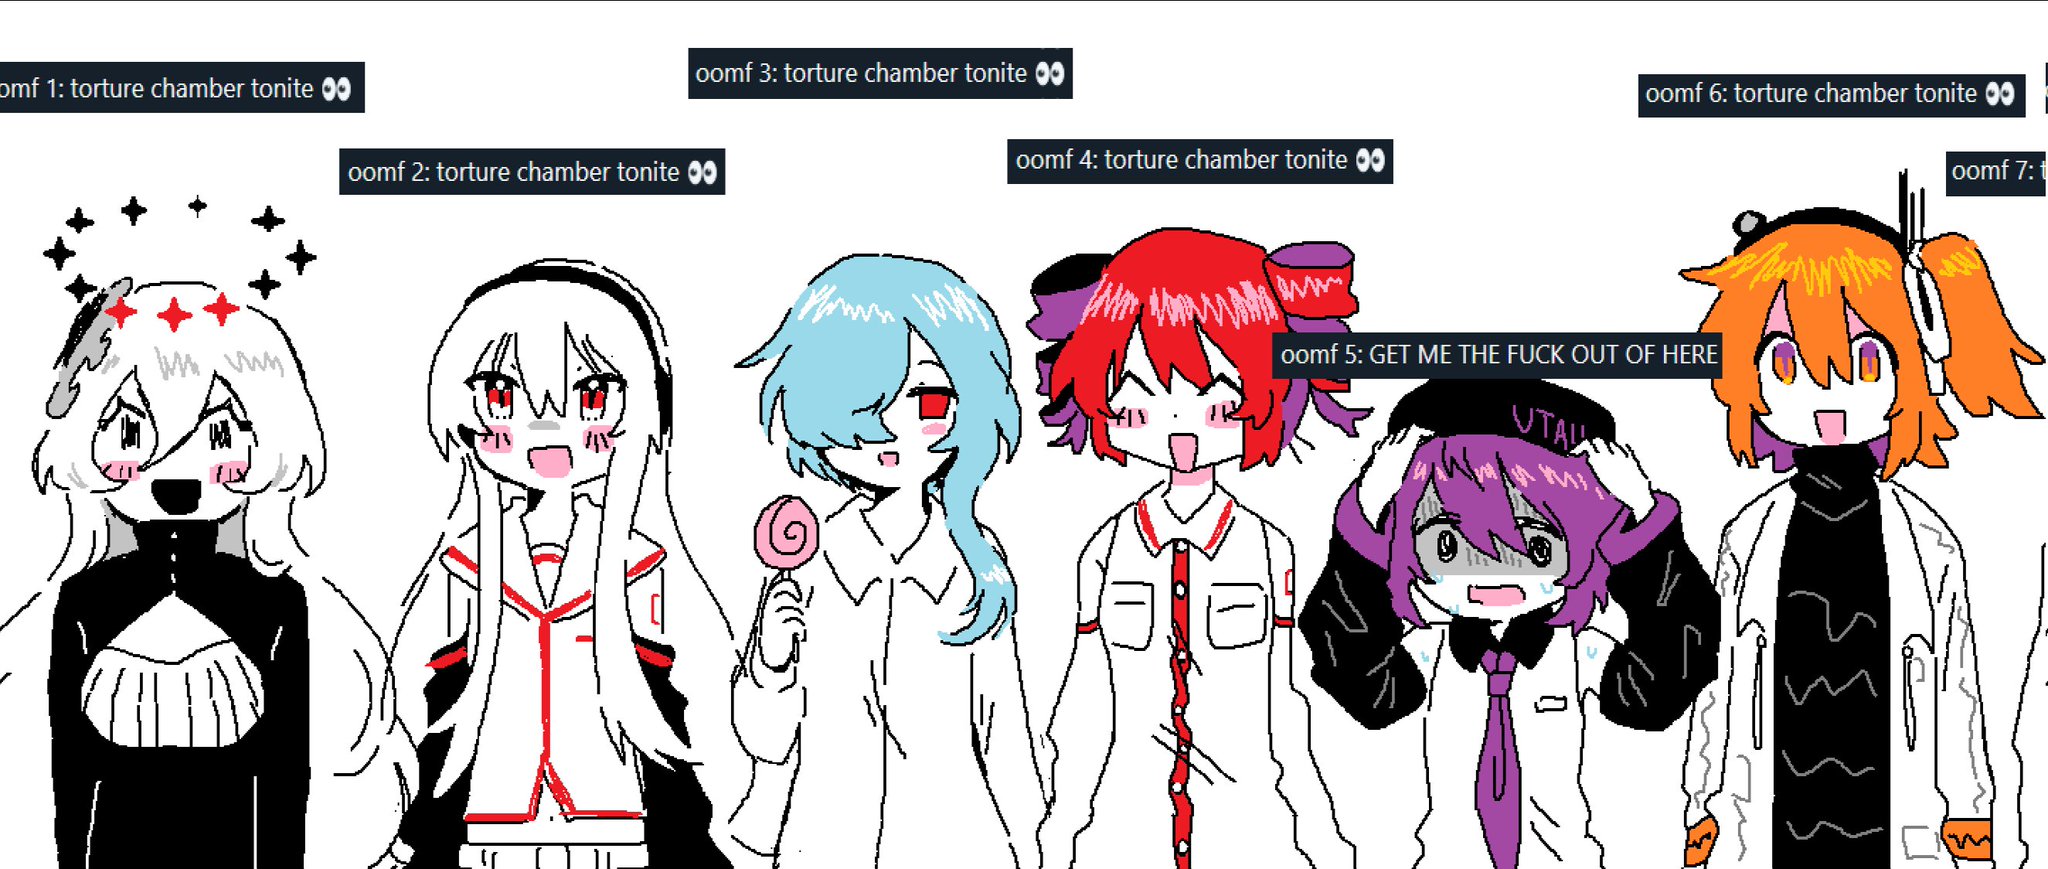 omf 1: torture chamber tonite 👀
oomf 2: torture chamber tonite 👀
oomf 3: torture chamber tonite 👀
oomf 4: torture chamber tonite 👀
oomf 5: GET ME THE FUCK OUT OF HERE
UTAU
oomf 6: torture chamber tonite 👀
oomf 7: t